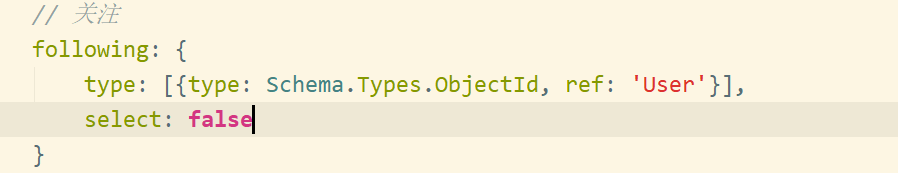 // 关注
following: {
    type: [{type: Schema.Types.ObjectId, ref: 'User'}],
    select: false
}